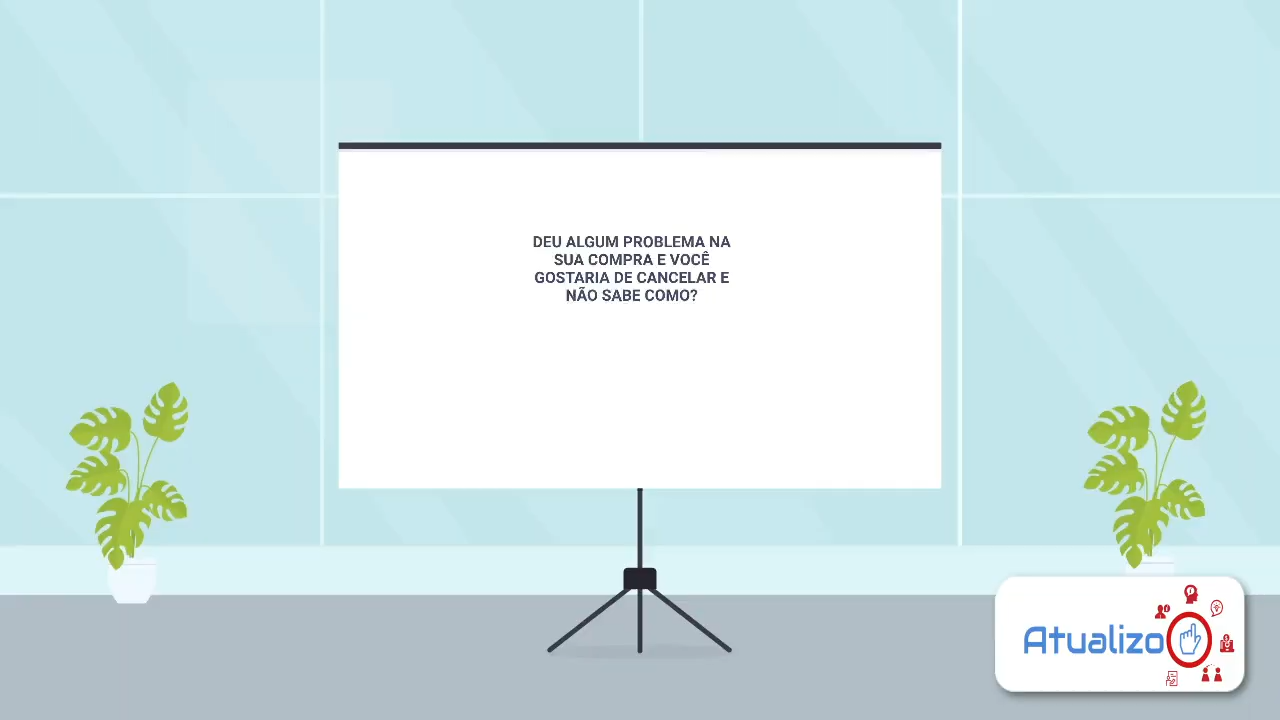 DEU ALGUM PROBLEMA NA
SUA COMPRA E VOCÊ
GOSTARIA DE CANCELAR E
NÃO SABE COMO?
Atualizo